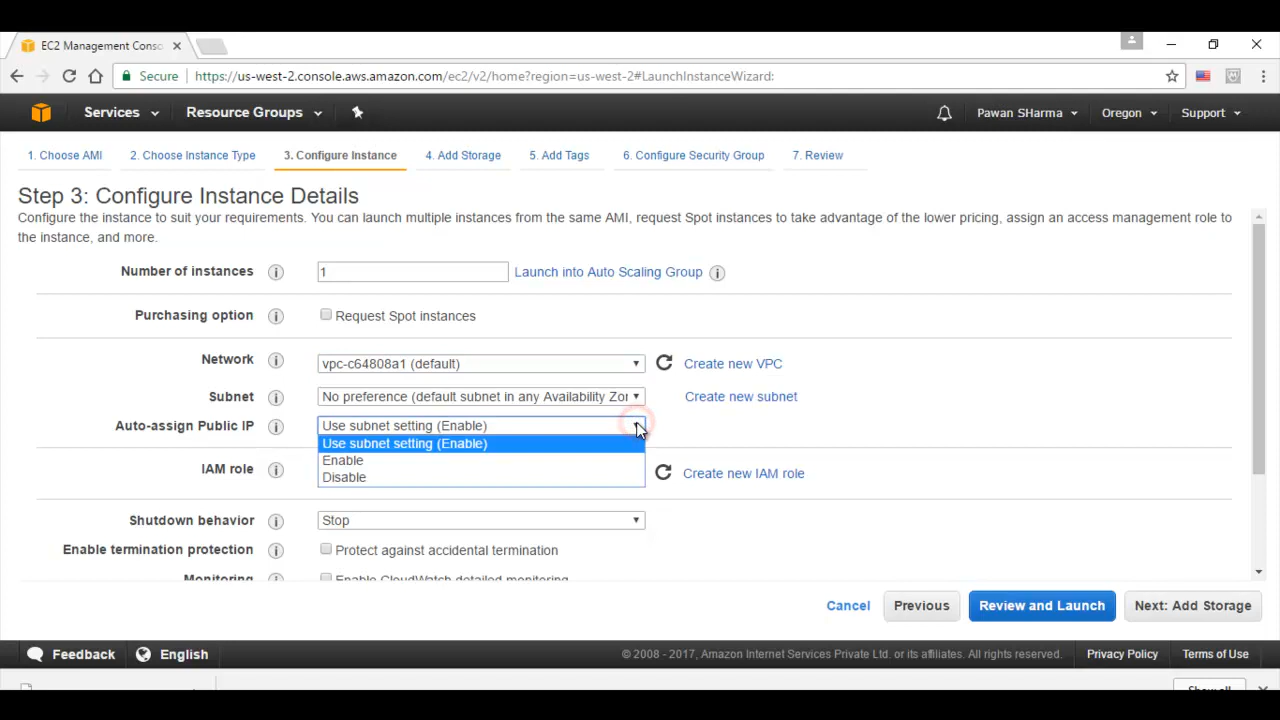 EC2 Management Conso
Secure
https://us-west-2.console.aws.amazon.com/ec2/v2/home?region=us-west-2#LaunchInstanceWizard:
Services
Resource Groups
Pawan SHarma
Oregon
Support
1. Choose AMI
2. Choose Instance Type
3. Configure Instance
4. Add Storage
5. Add Tags
6. Configure Security Group
7. Review
Step 3: Configure Instance Details
Configure the instance to suit your requirements. You can launch multiple instances from the same AMI, request Spot instances to take advantage of the lower pricing, assign an access management role to
the instance, and more.
Number of instances
1
Launch into Auto Scaling Group
Purchasing option
Request Spot instances
Network
vpc-c64808a1 (default)
Create new VPC
Subnet
No preference (default subnet in any Availability Zor
Create new subnet
Auto-assign Public IP
Use subnet setting (Enable)
Use subnet setting (Enable)
Enable
Disable
IAM role
Create new IAM role
Shutdown behavior
Stop
Enable termination protection
Protect against accidental termination
Monitoring
Enable CloudWatch detailed monitoring
Cancel
Previous
Review and Launch
Next: Add Storage
Feedback
English
© 2008 - 2017, Amazon Internet Services Private Ltd. or its affiliates. All rights reserved.
Privacy Policy
Terms of Use
Show all